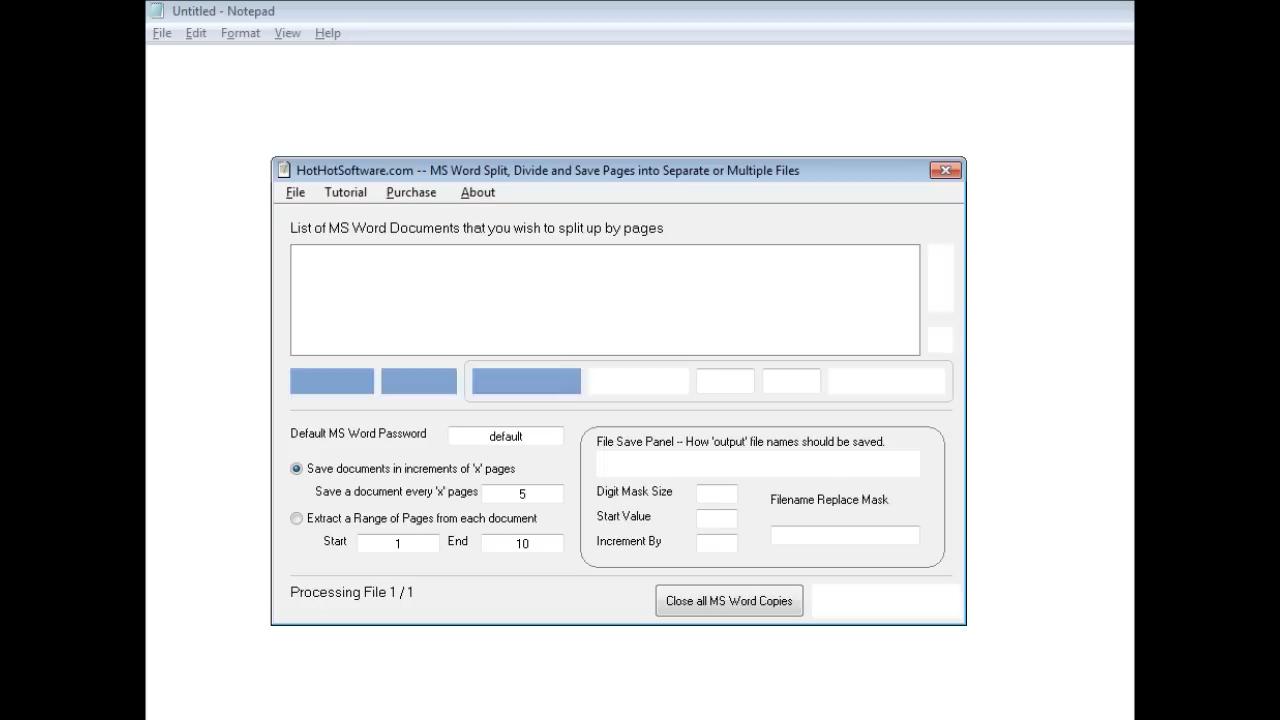 Untitled - Notepad
File Edit Format View Help
HotHotSoftware.com -- MS Word Split, Divide and Save Pages into Separate or Multiple Files
File Tutorial Purchase About
List of MS Word Documents that you wish to split up by pages
Default MS Word Password default
Save documents in increments of 'x' pages
Save a document every 'x' pages 5
Extract a Range of Pages from each document
Start 1 End 10
File Save Panel -- How 'output' file names should be saved.
Digit Mask Size
Filename Replace Mask
Start Value
Increment By
Processing File 1 / 1
Close all MS Word Copies